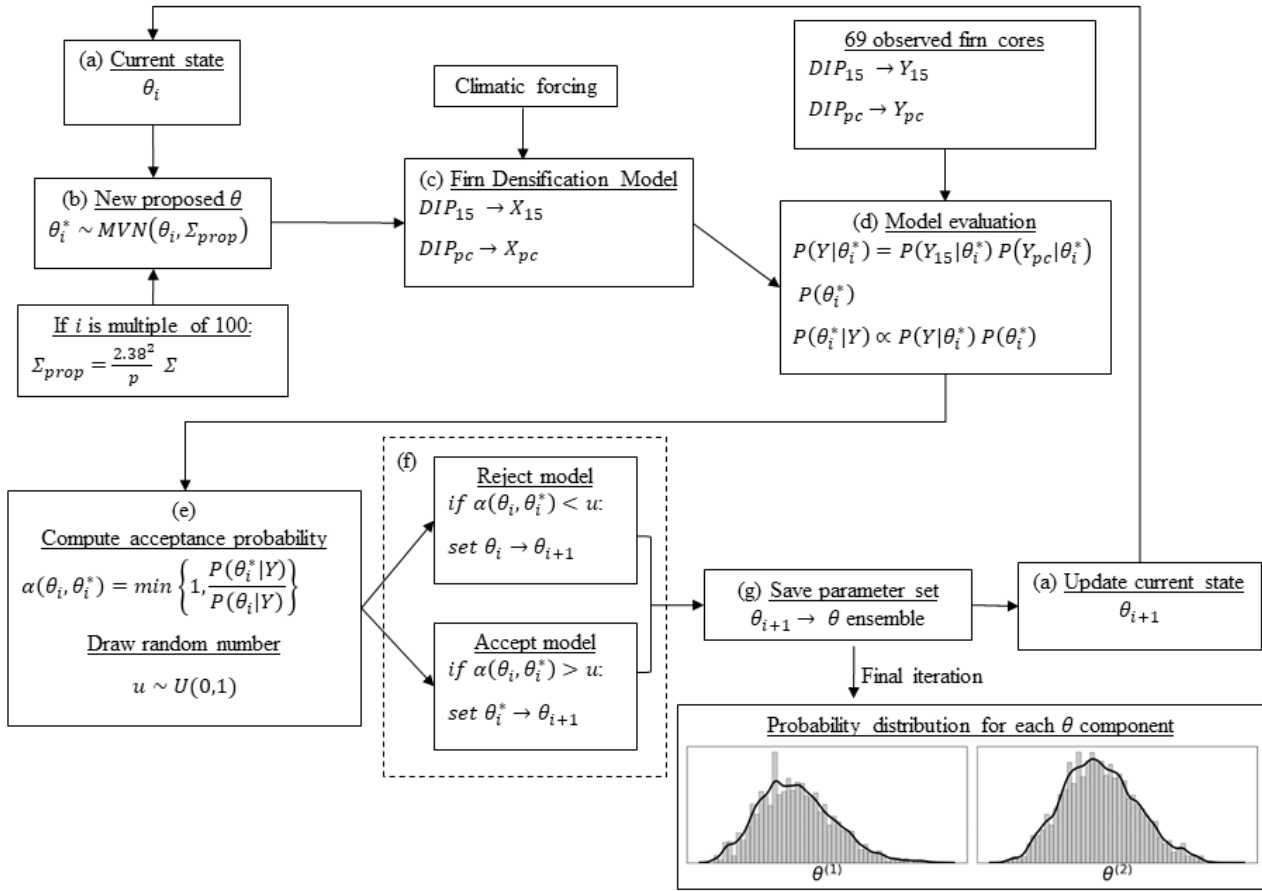 (a) Current state
θ_i
(b) New proposed θ
θ_i^* ~ MVN(θ_i, Σ_prop)
If i is multiple of 100:
Σ_prop = 2.38²/p Σ
Climatic forcing
(c) Firn Densification Model
DIP_15 → X_15
DIP_pc → X_pc
69 observed firn cores
DIP_15 → Y_15
DIP_pc → Y_pc
(d) Model evaluation
P(Y|θ_i^*) = P(Y_15|θ_i^*) P(Y_pc|θ_i^*)
P(θ_i^*)
P(θ_i^*|Y) ∝ P(Y|θ_i^*) P(θ_i^*)
(e)
Compute acceptance probability
α(θ_i, θ_i^*) = min {1, P(θ_i^*|Y)/P(θ_i|Y)}
Draw random number
u ~ U(0,1)
(f)
Reject model
if α(θ_i, θ_i^*) < u:
set θ_i → θ_{i+1}
Accept model
if α(θ_i, θ_i^*) > u:
set θ_i^* → θ_{i+1}
(g) Save parameter set
θ_{i+1} → θ ensemble
(a) Update current state
θ_{i+1}
Final iteration
Probability distribution for each θ component
θ^(1)
θ^(2)